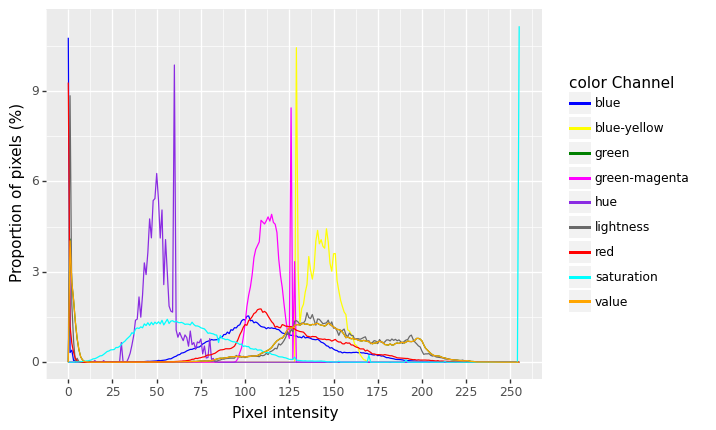 9
6
3
0
Proportion of pixels (%)
0
25
50
75
100
125
150
175
200
225
250
Pixel intensity
color Channel
blue
blue-yellow
green
green-magenta
hue
lightness
red
saturation
value